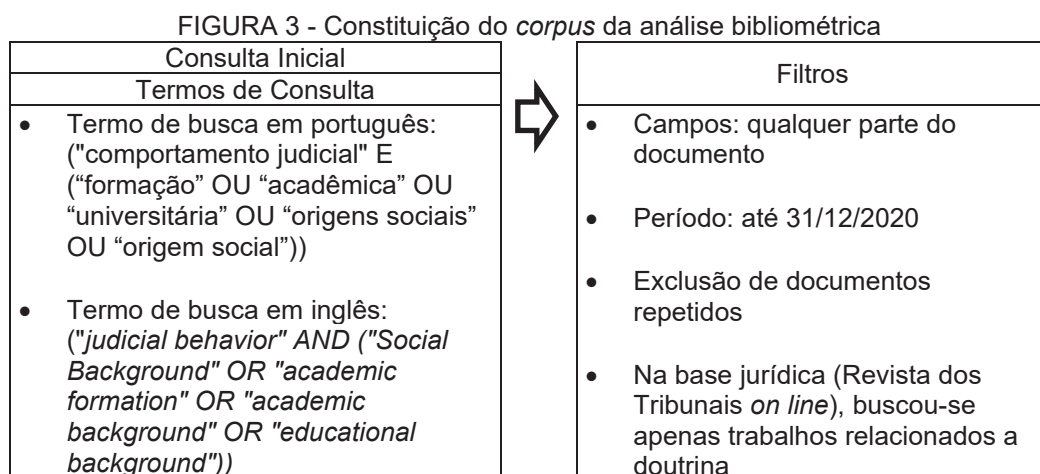 FIGURA 3 - Constituição do corpus da análise bibliométrica
Consulta Inicial
Termos de Consulta
• Termo de busca em português:
("comportamento judicial" E
(“formação” OU “acadêmica” OU
“universitária” OU “origens sociais”
OU “origem social”))
• Termo de busca em inglês:
("judicial behavior" AND ("Social
Background" OR "academic
formation" OR "academic
background" OR "educational
background"))
Filtros
• Campos: qualquer parte do
documento
• Período: até 31/12/2020
• Exclusão de documentos
repetidos
• Na base jurídica (Revista dos
Tribunais on line), buscou-se
apenas trabalhos relacionados a
doutrina